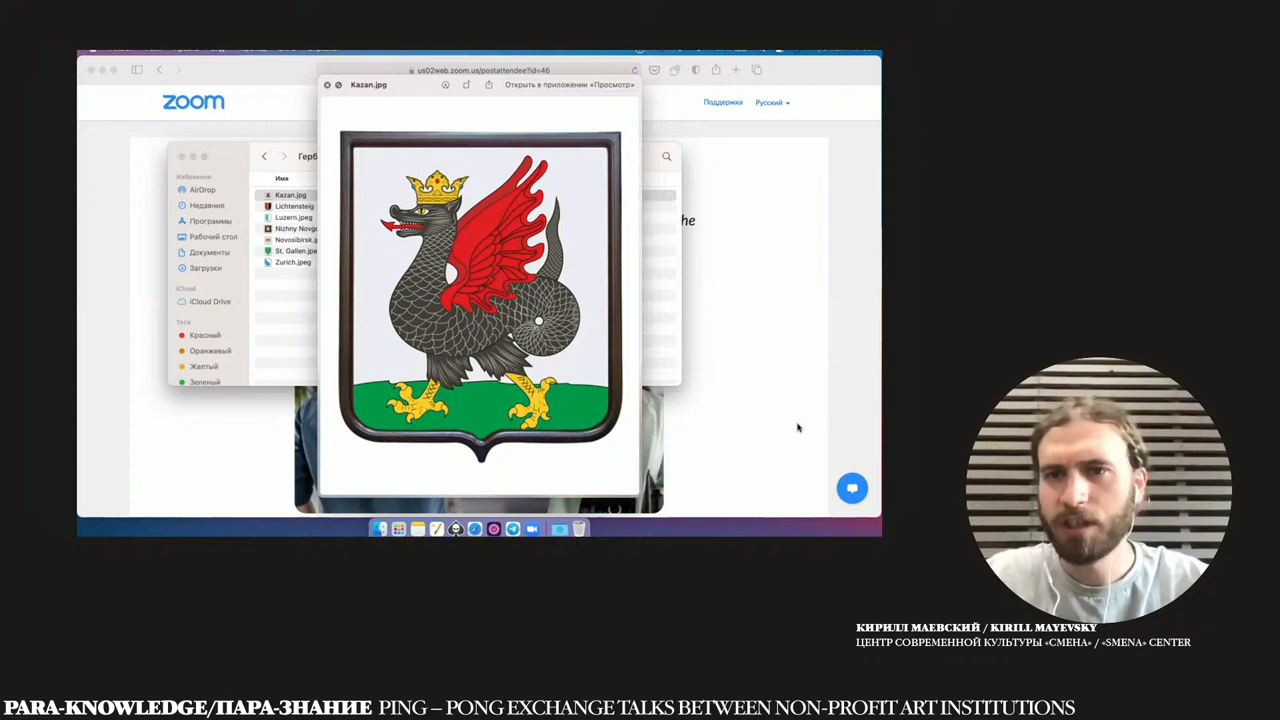 us02web.zoom.us/postattendee?id=46
Kazan.jpg
Открыть в приложении «Просмотр»
zoom
Поддержка
Русский
Герб
Избранное
Имя
AirDrop
Недавние
Программы
Рабочий стол
Документы
Загрузки
iCloud
iCloud Drive
Теги
Красный
Оранжевый
Желтый
Зеленый
Kazan.jpg
Lichtensteig
Luzern.jpeg
Nizhny Novgo
Novosibirsk.j
St. Gallen.jpe
Zurich.jpeg
he
КИРИЛЛ МАЕВСКИЙ / KIRILL MAYEVSKY
ЦЕНТР СОВРЕМЕННОЙ КУЛЬТУРЫ «СМЕНА» / «SMENA» CENTER
PARA-KNOWLEDGE/ПАРА-ЗНАНИЕ PING – PONG EXCHANGE TALKS BETWEEN NON-PROFIT ART INSTITUTIONS